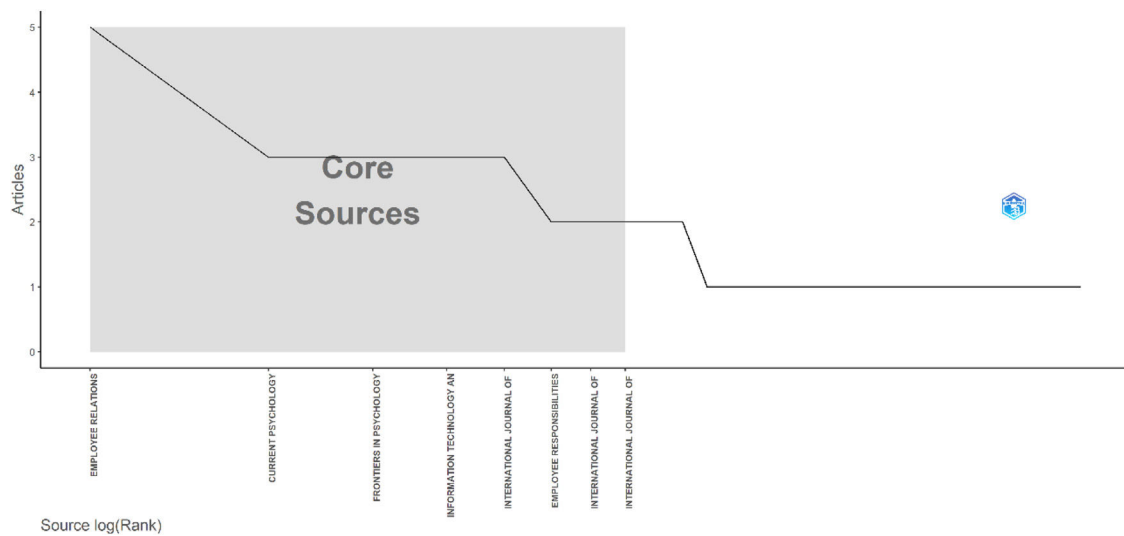 5
4
3
2
1
0
Articles
Core
Sources
EMPLOYEE RELATIONS
CURRENT PSYCHOLOGY
FRONTIERS IN PSYCHOLOGY
INFORMATION TECHNOLOGY AN
INTERNATIONAL JOURNAL OF
EMPLOYEE RESPONSIBILITIES
INTERNATIONAL JOURNAL OF
INTERNATIONAL JOURNAL OF
Source log(Rank)